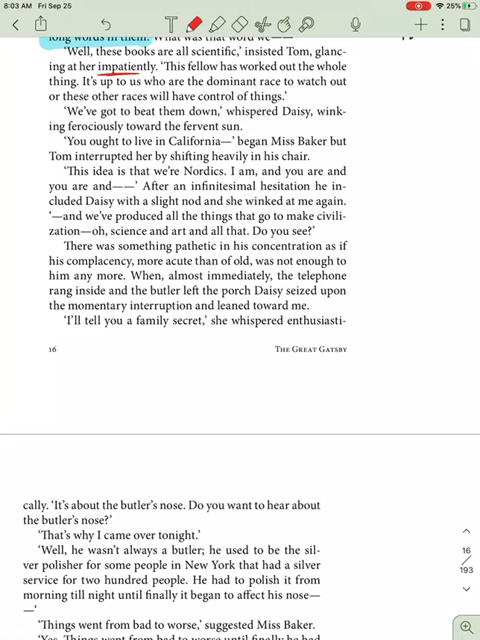 8:03 AM Fri Sep 25
25%
long words in them. What was that word we——
‘Well, these books are all scientific,’ insisted Tom, glanc-
ing at her impatiently. ‘This fellow has worked out the whole
thing. It’s up to us who are the dominant race to watch out
or these other races will have control of things.’
‘We’ve got to beat them down,’ whispered Daisy, wink-
ing ferociously toward the fervent sun.
‘You ought to live in California—’ began Miss Baker but
Tom interrupted her by shifting heavily in his chair.
‘This idea is that we’re Nordics. I am, and you are and
you are and——’ After an infinitesimal hesitation he in-
cluded Daisy with a slight nod and she winked at me again.
‘—and we’ve produced all the things that go to make civili-
zation—oh, science and art and all that. Do you see?’
There was something pathetic in his concentration as if
his complacency, more acute than of old, was not enough to
him any more. When, almost immediately, the telephone
rang inside and the butler left the porch Daisy seized upon
the momentary interruption and leaned toward me.
‘I’ll tell you a family secret,’ she whispered enthusiasti-
16 The Great Gatsby
cally. ‘It’s about the butler’s nose. Do you want to hear about
the butler’s nose?’
‘That’s why I came over tonight.’
‘Well, he wasn’t always a butler; he used to be the sil-
ver polisher for some people in New York that had a silver
service for two hundred people. He had to polish it from
morning till night until finally it began to affect his nose—
—‘
‘Things went from bad to worse,’ suggested Miss Baker.
‘Yes. Things went from bad to worse until finally he had
16
193